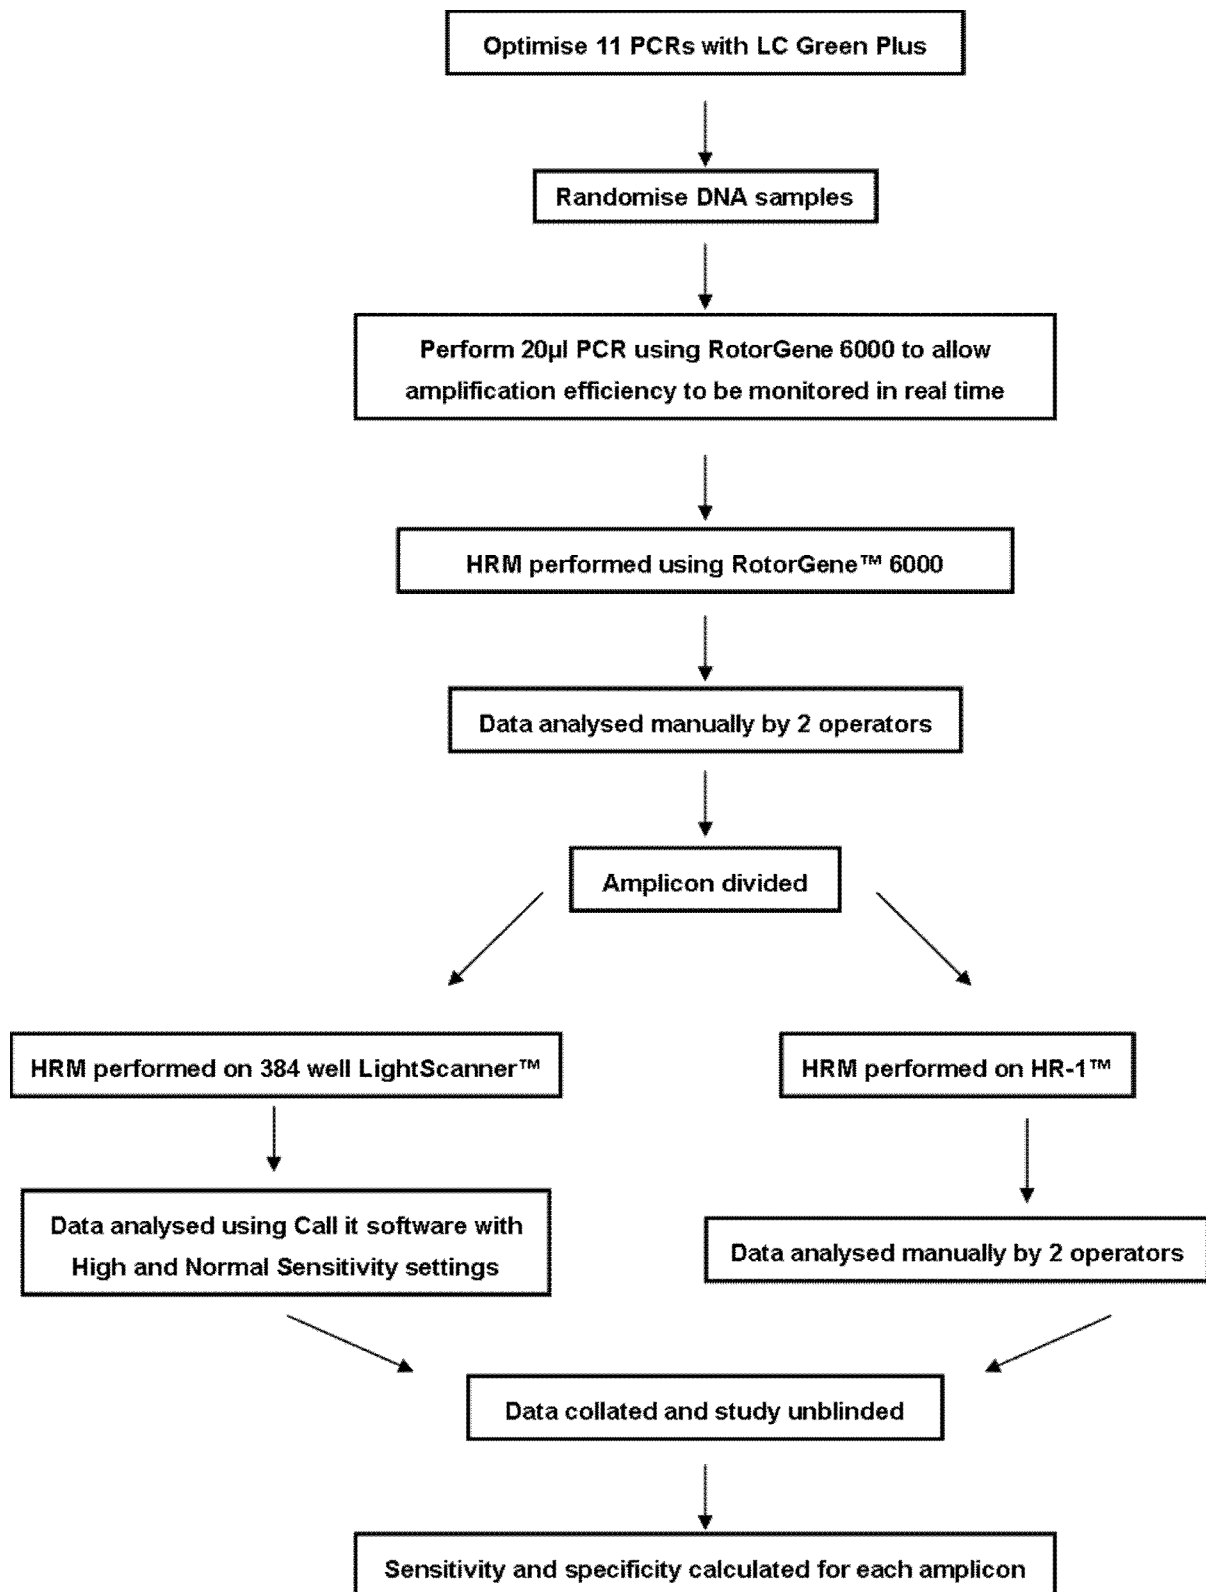 Optimise 11 PCRs with LC Green Plus
Randomise DNA samples
Perform 20µl PCR using RotorGene 6000 to allow
amplification efficiency to be monitored in real time
HRM performed using RotorGene™ 6000
Data analysed manually by 2 operators
Amplicon divided
HRM performed on 384 well LightScanner™
HRM performed on HR-1™
Data analysed using Call it software with
High and Normal Sensitivity settings
Data analysed manually by 2 operators
Data collated and study unblinded
Sensitivity and specificity calculated for each amplicon